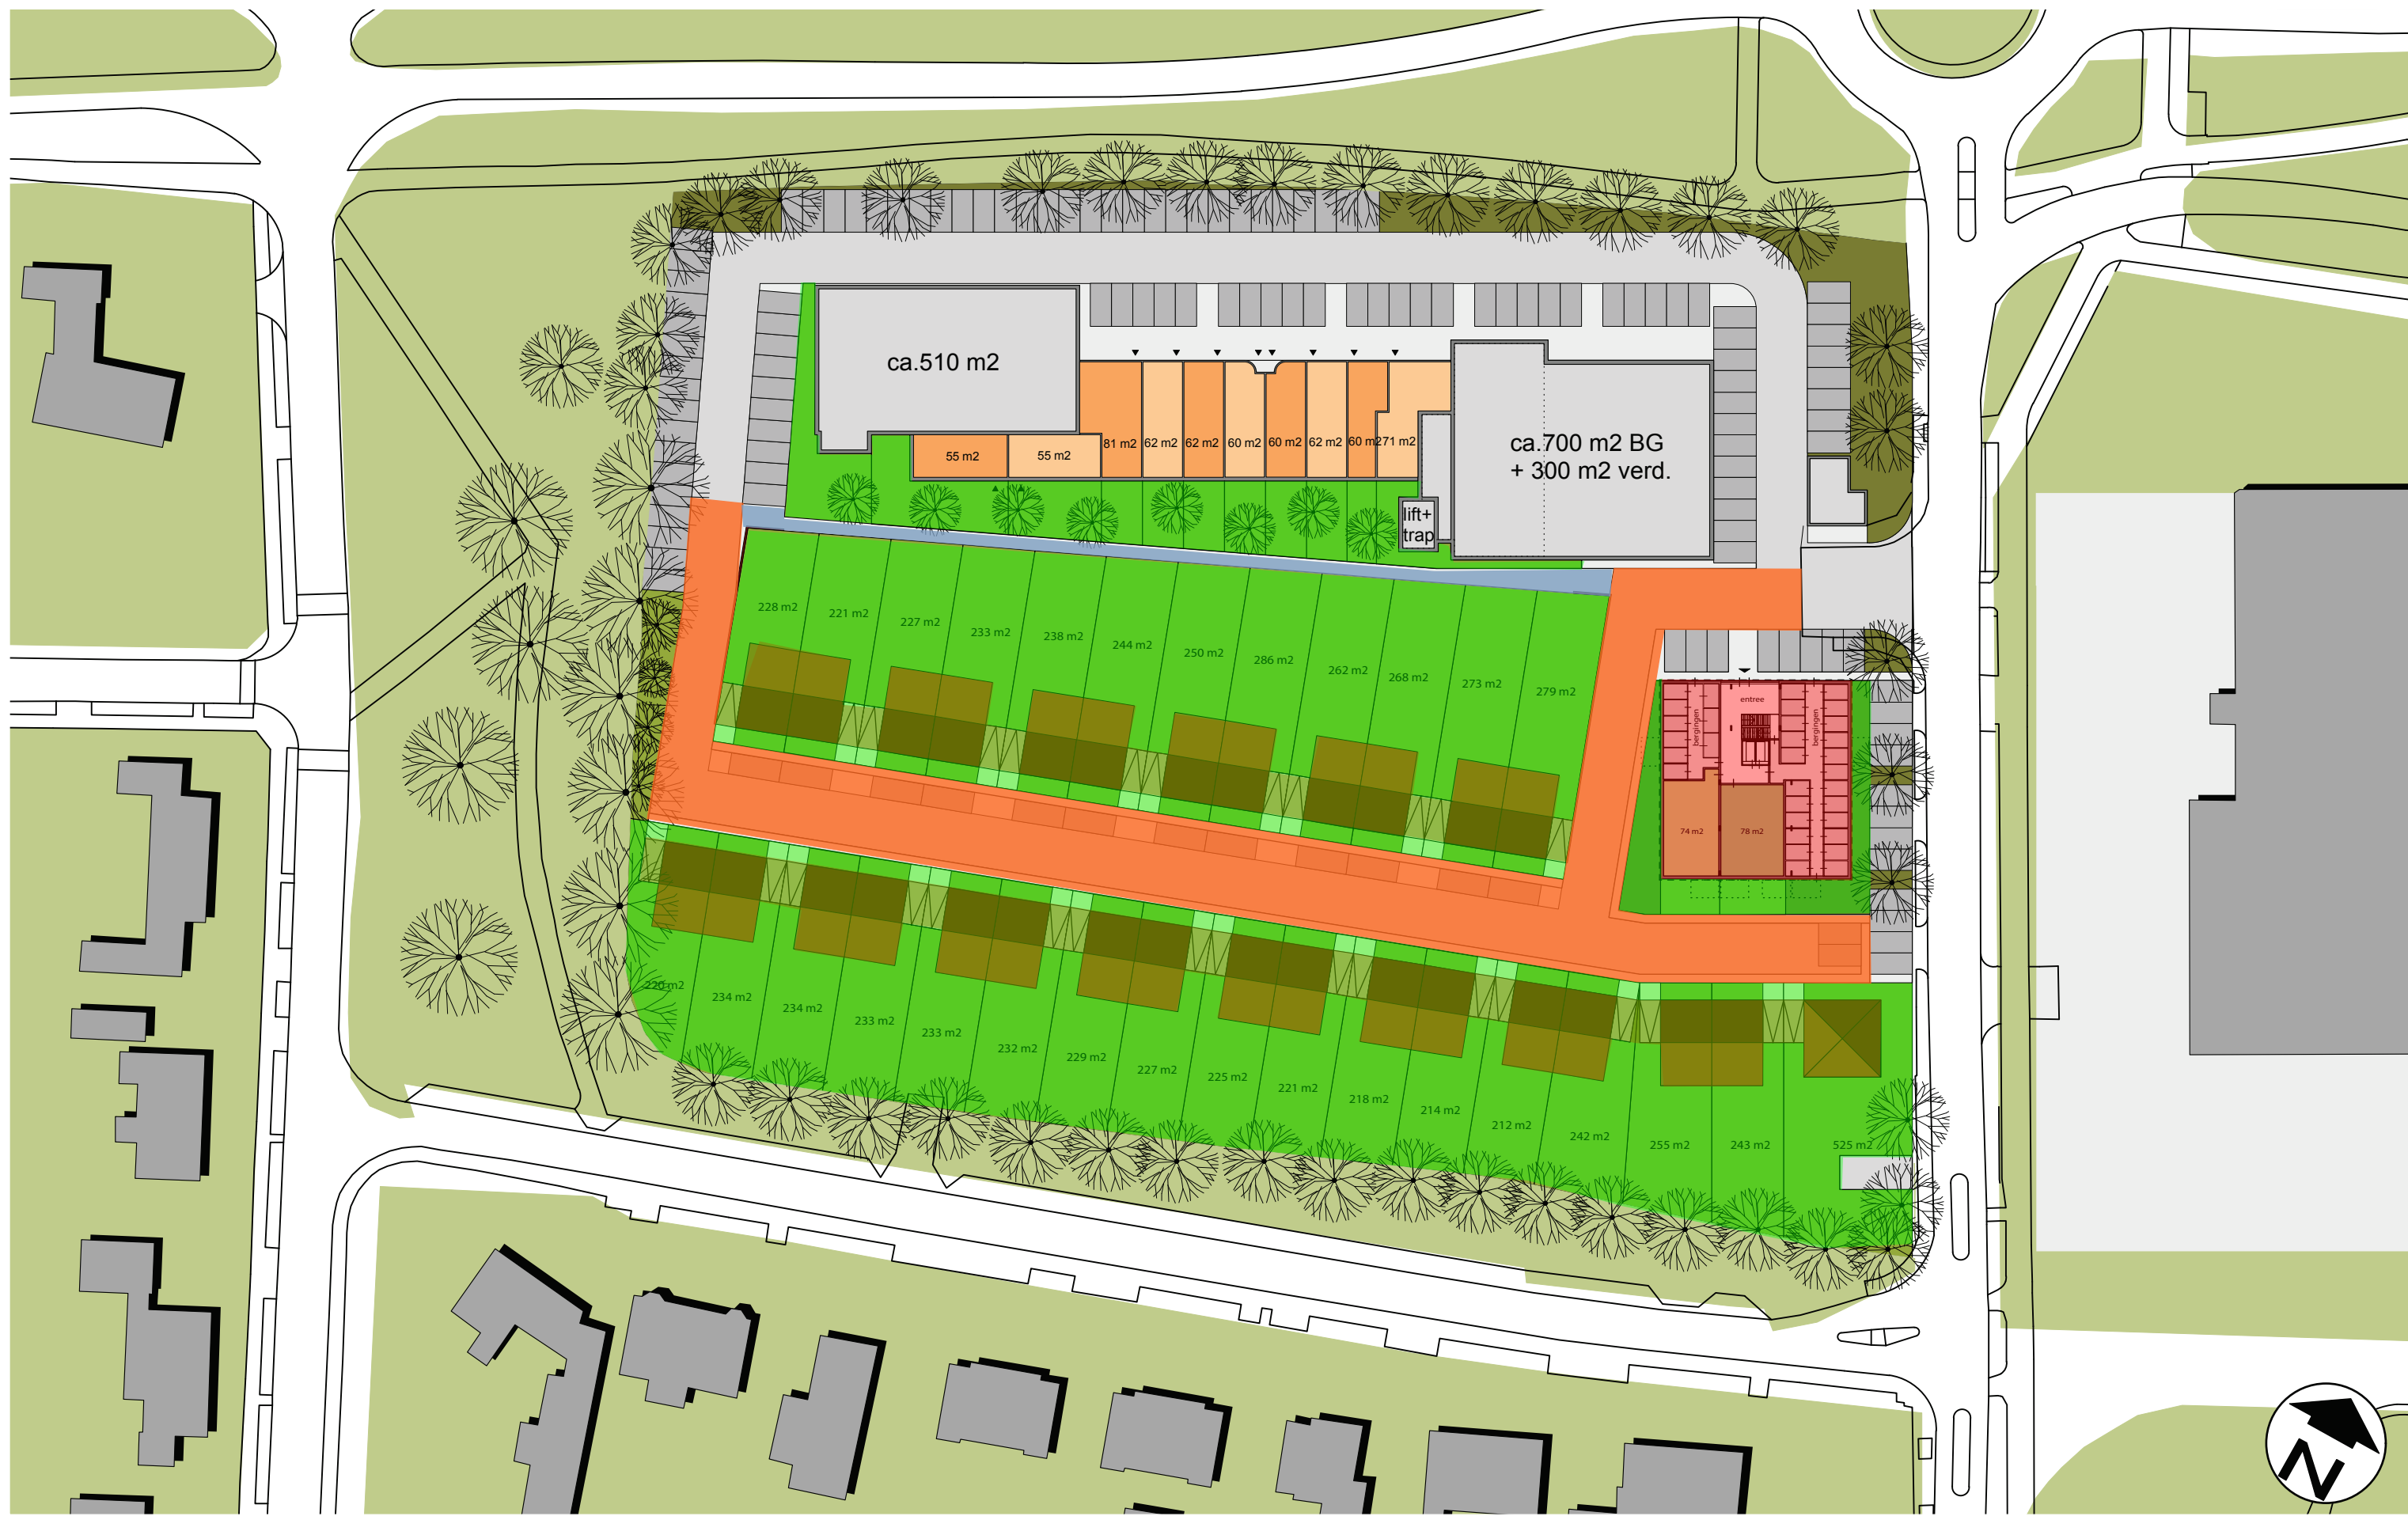 ca.510 m2
ca.700 m2 BG
+ 300 m2 verd.
81 m2
62 m2
62 m2
60 m2
60 m2
62 m2
60 m2
71 m2
55 m2
55 m2
lift+
trap
228 m2
221 m2
227 m2
233 m2
238 m2
244 m2
250 m2
286 m2
262 m2
268 m2
273 m2
279 m2
entree
bergingen
bergingen
74 m2
78 m2
220 m2
234 m2
234 m2
233 m2
233 m2
232 m2
229 m2
227 m2
225 m2
221 m2
218 m2
214 m2
212 m2
242 m2
255 m2
243 m2
525 m2
N